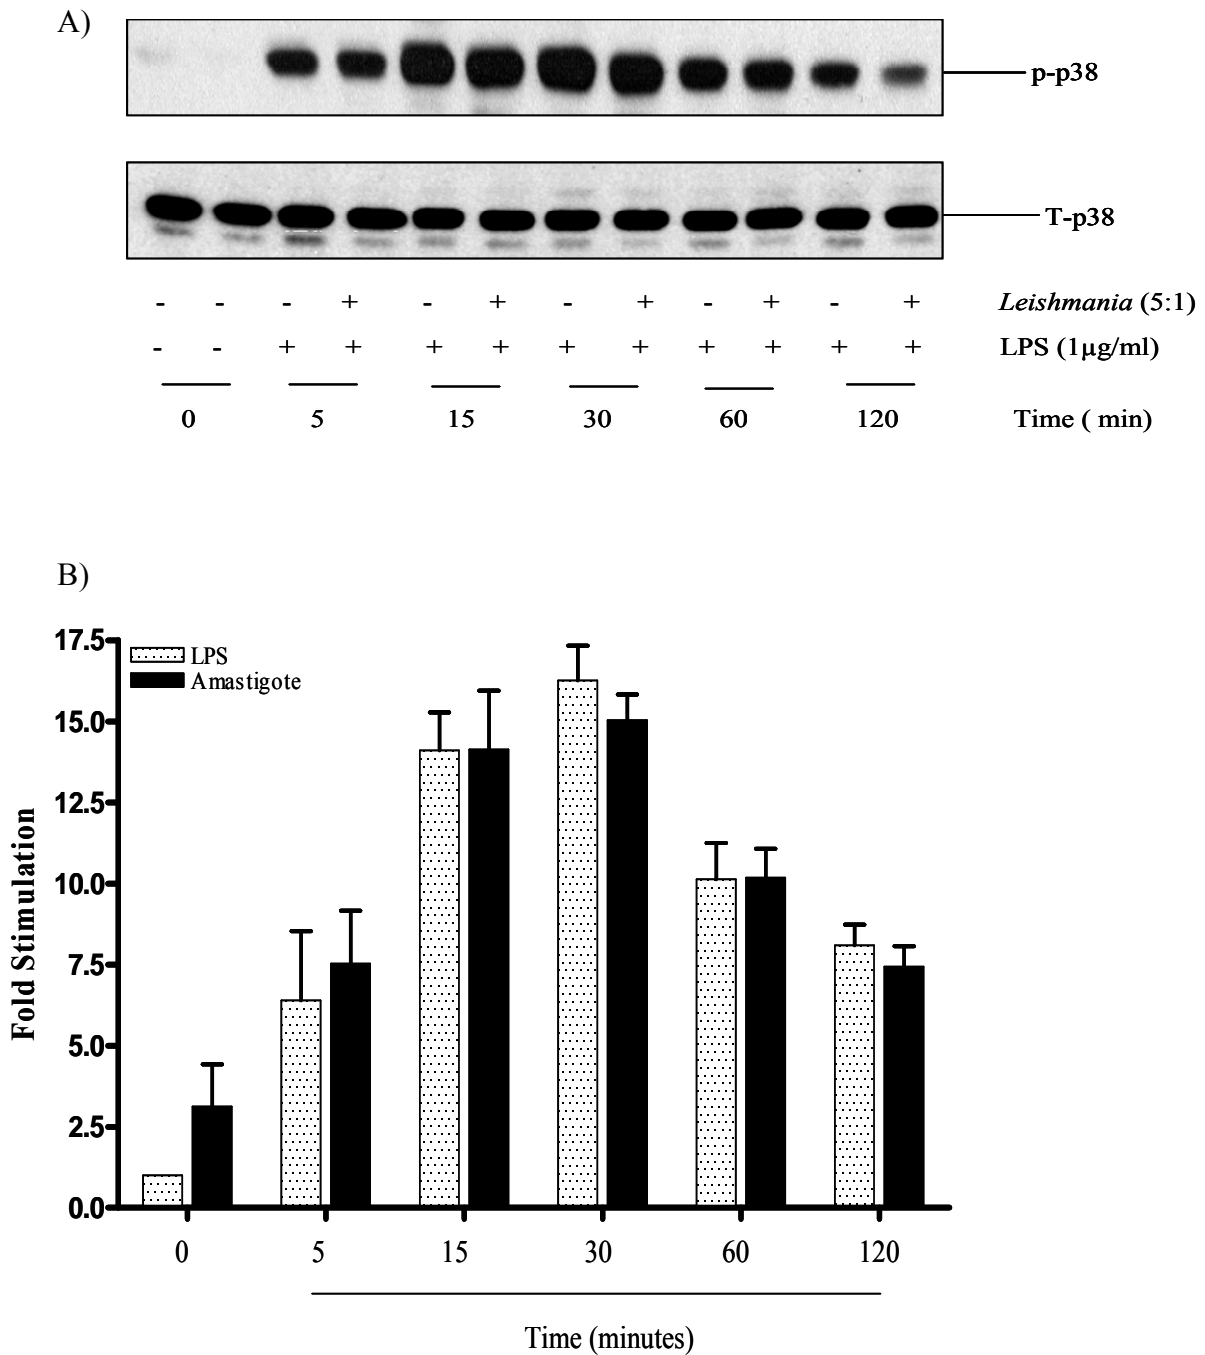 A)
p-p38
T-p38
- - - + - + - + - + - + Leishmania (5:1)
- - + + + + + + + + + + LPS (1µg/ml)
0 5 15 30 60 120 Time ( min)
B)
17.5
LPS
Amastigote
15.0
12.5
10.0
7.5
5.0
2.5
0.0
Fold Stimulation
0 5 15 30 60 120
Time (minutes)